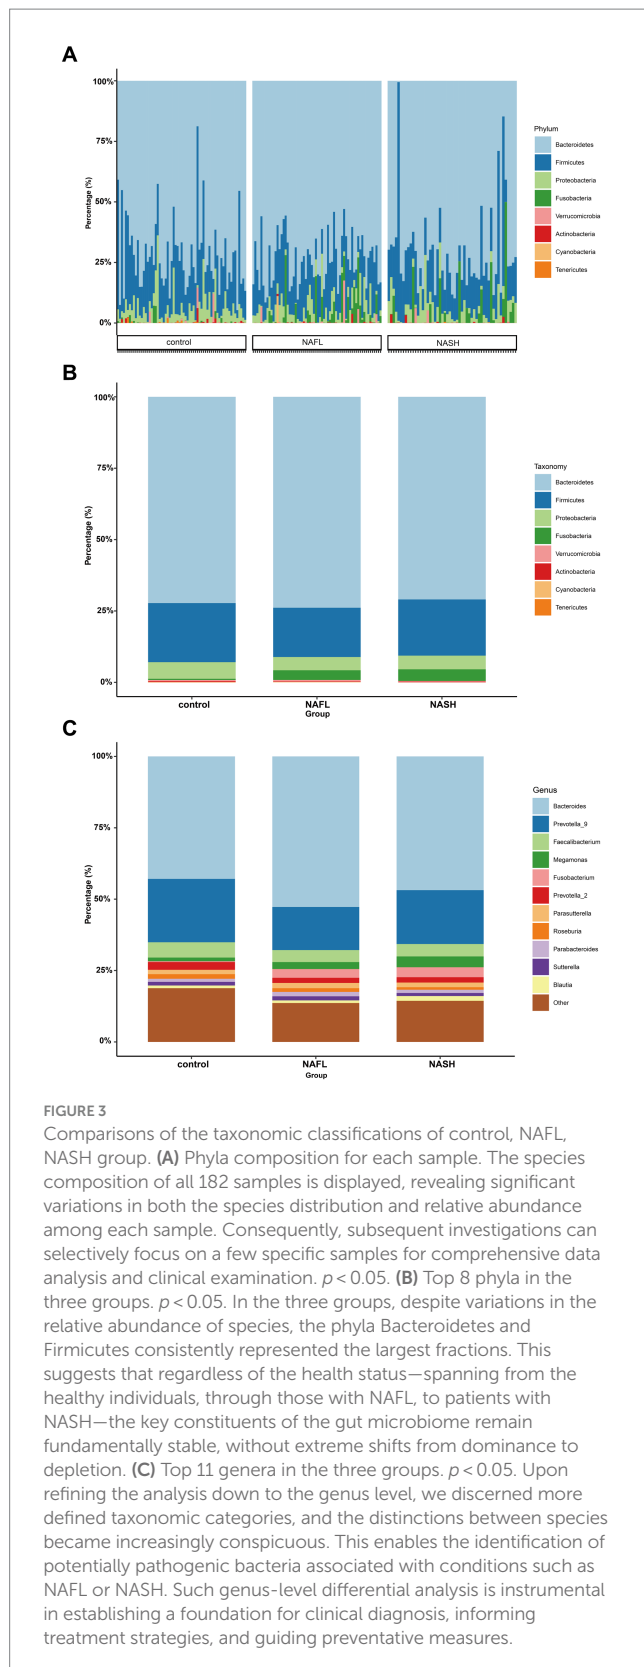 A
100%
75%
50%
25%
0%
Percentage (%)
control
NAFL
NASH
Phylum
Bacteroidetes
Firmicutes
Proteobacteria
Fusobacteria
Verrucomicrobia
Actinobacteria
Cyanobacteria
Tenericutes
B
100%
75%
50%
25%
0%
Percentage (%)
control
NAFL
NASH
Group
Taxonomy
Bacteroidetes
Firmicutes
Proteobacteria
Fusobacteria
Verrucomicrobia
Actinobacteria
Cyanobacteria
Tenericutes
C
100%
75%
50%
25%
0%
Percentage (%)
control
NAFL
NASH
Group
Genus
Bacteroides
Prevotella_9
Faecalibacterium
Megamonas
Fusobacterium
Prevotella_2
Parasutterella
Roseburia
Parabacteroides
Sutterella
Blautia
Other
FIGURE 3
Comparisons of the taxonomic classifications of control, NAFL,
NASH group. (A) Phyla composition for each sample. The species
composition of all 182 samples is displayed, revealing significant
variations in both the species distribution and relative abundance
among each sample. Consequently, subsequent investigations can
selectively focus on a few specific samples for comprehensive data
analysis and clinical examination. p < 0.05. (B) Top 8 phyla in the
three groups. p < 0.05. In the three groups, despite variations in the
relative abundance of species, the phyla Bacteroidetes and
Firmicutes consistently represented the largest fractions. This
suggests that regardless of the health status—spanning from the
healthy individuals, through those with NAFL, to patients with
NASH—the key constituents of the gut microbiome remain
fundamentally stable, without extreme shifts from dominance to
depletion. (C) Top 11 genera in the three groups. p < 0.05. Upon
refining the analysis down to the genus level, we discerned more
defined taxonomic categories, and the distinctions between species
became increasingly conspicuous. This enables the identification of
potentially pathogenic bacteria associated with conditions such as
NAFL or NASH. Such genus-level differential analysis is instrumental
in establishing a foundation for clinical diagnosis, informing
treatment strategies, and guiding preventative measures.